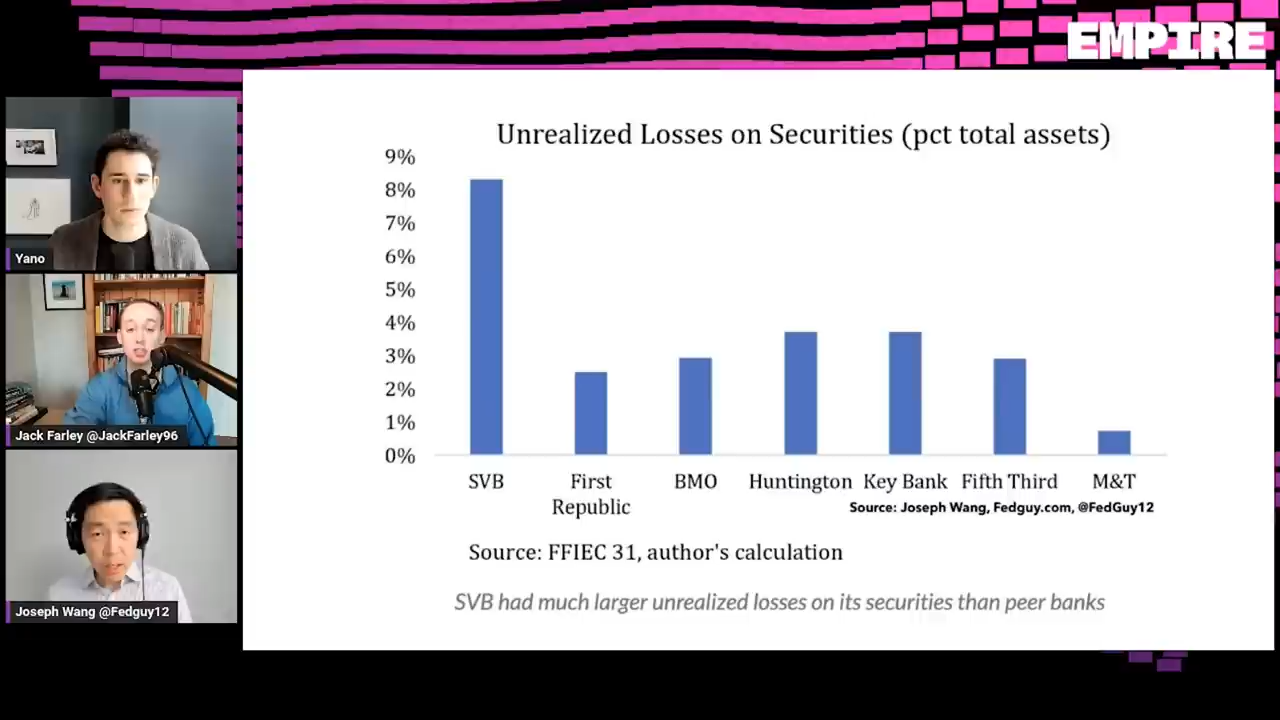 EMPIRE
Yano
Jack Farley @JackFarley96
Joseph Wang @Fedguy12
Unrealized Losses on Securities (pct total assets)
9%
8%
7%
6%
5%
4%
3%
2%
1%
0%
SVB
First
Republic
BMO
Huntington
Key Bank
Fifth Third
M&T
Source: Joseph Wang, Fedguy.com, @FedGuy12
Source: FFIEC 31, author's calculation
SVB had much larger unrealized losses on its securities than peer banks